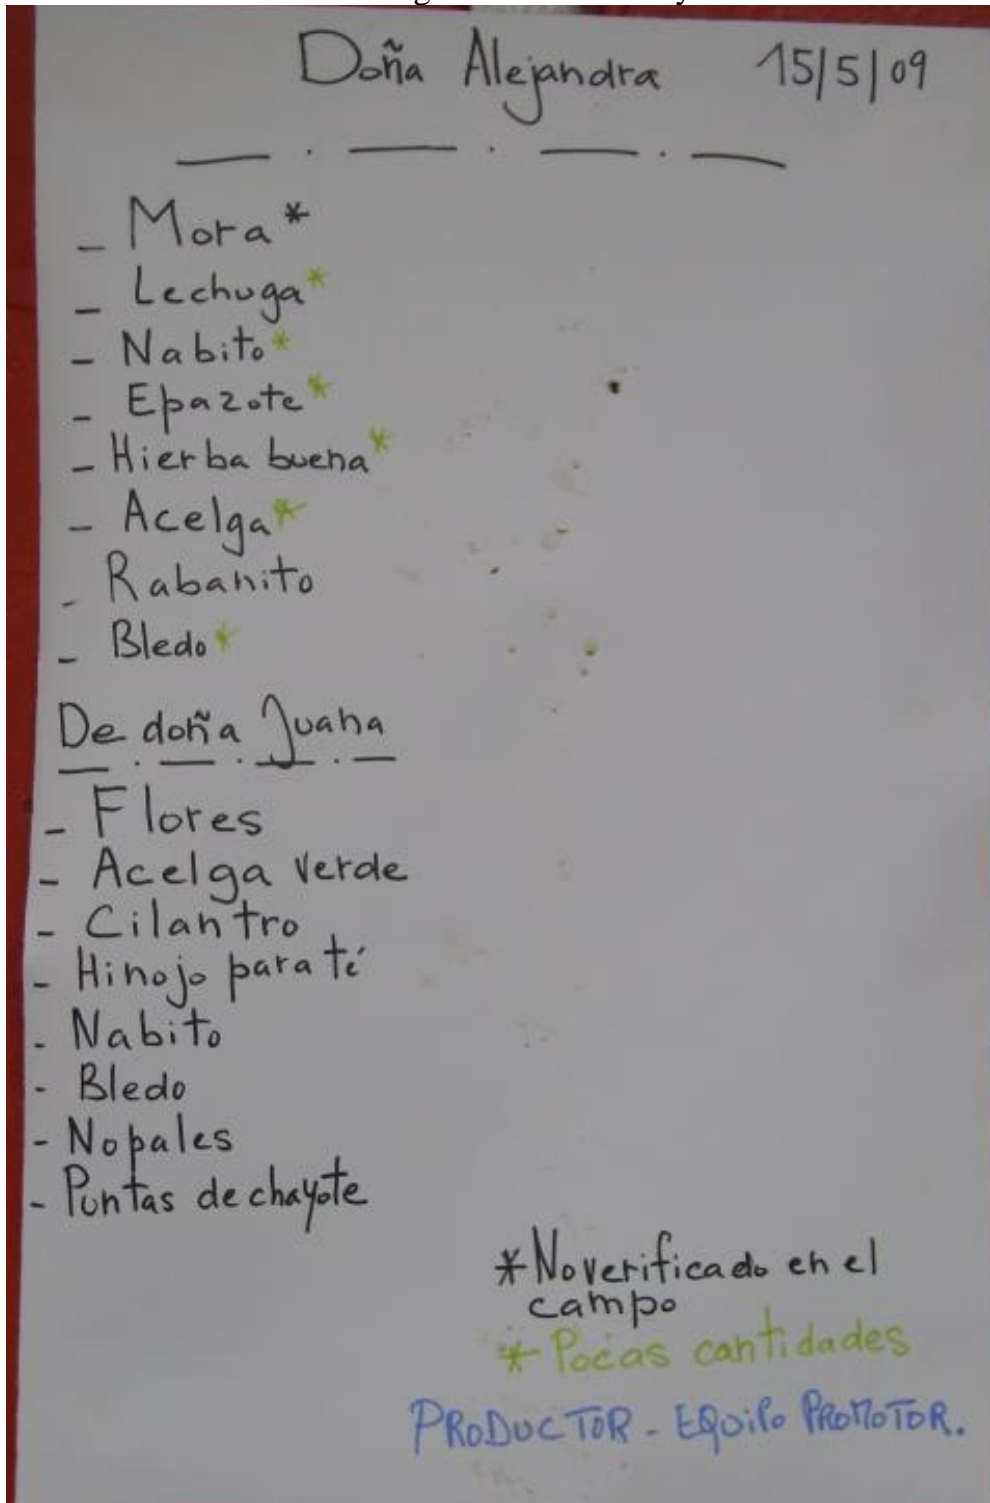 Doña Alejandra 15/5/09
- Mora *
- Lechuga *
- Nabito *
- Epazote *
- Hierba buena *
- Acelga *
- Rabanito
- Bledo *
De doña Juana
- Flores
- Acelga verde
- Cilantro
- Hinojo para té
- Nabito
- Bledo
- Nopales
- Puntas de chayote
* No verificado en el
campo
* Pocas cantidades
PRODUCTOR - EQUIPO PROMOTOR.